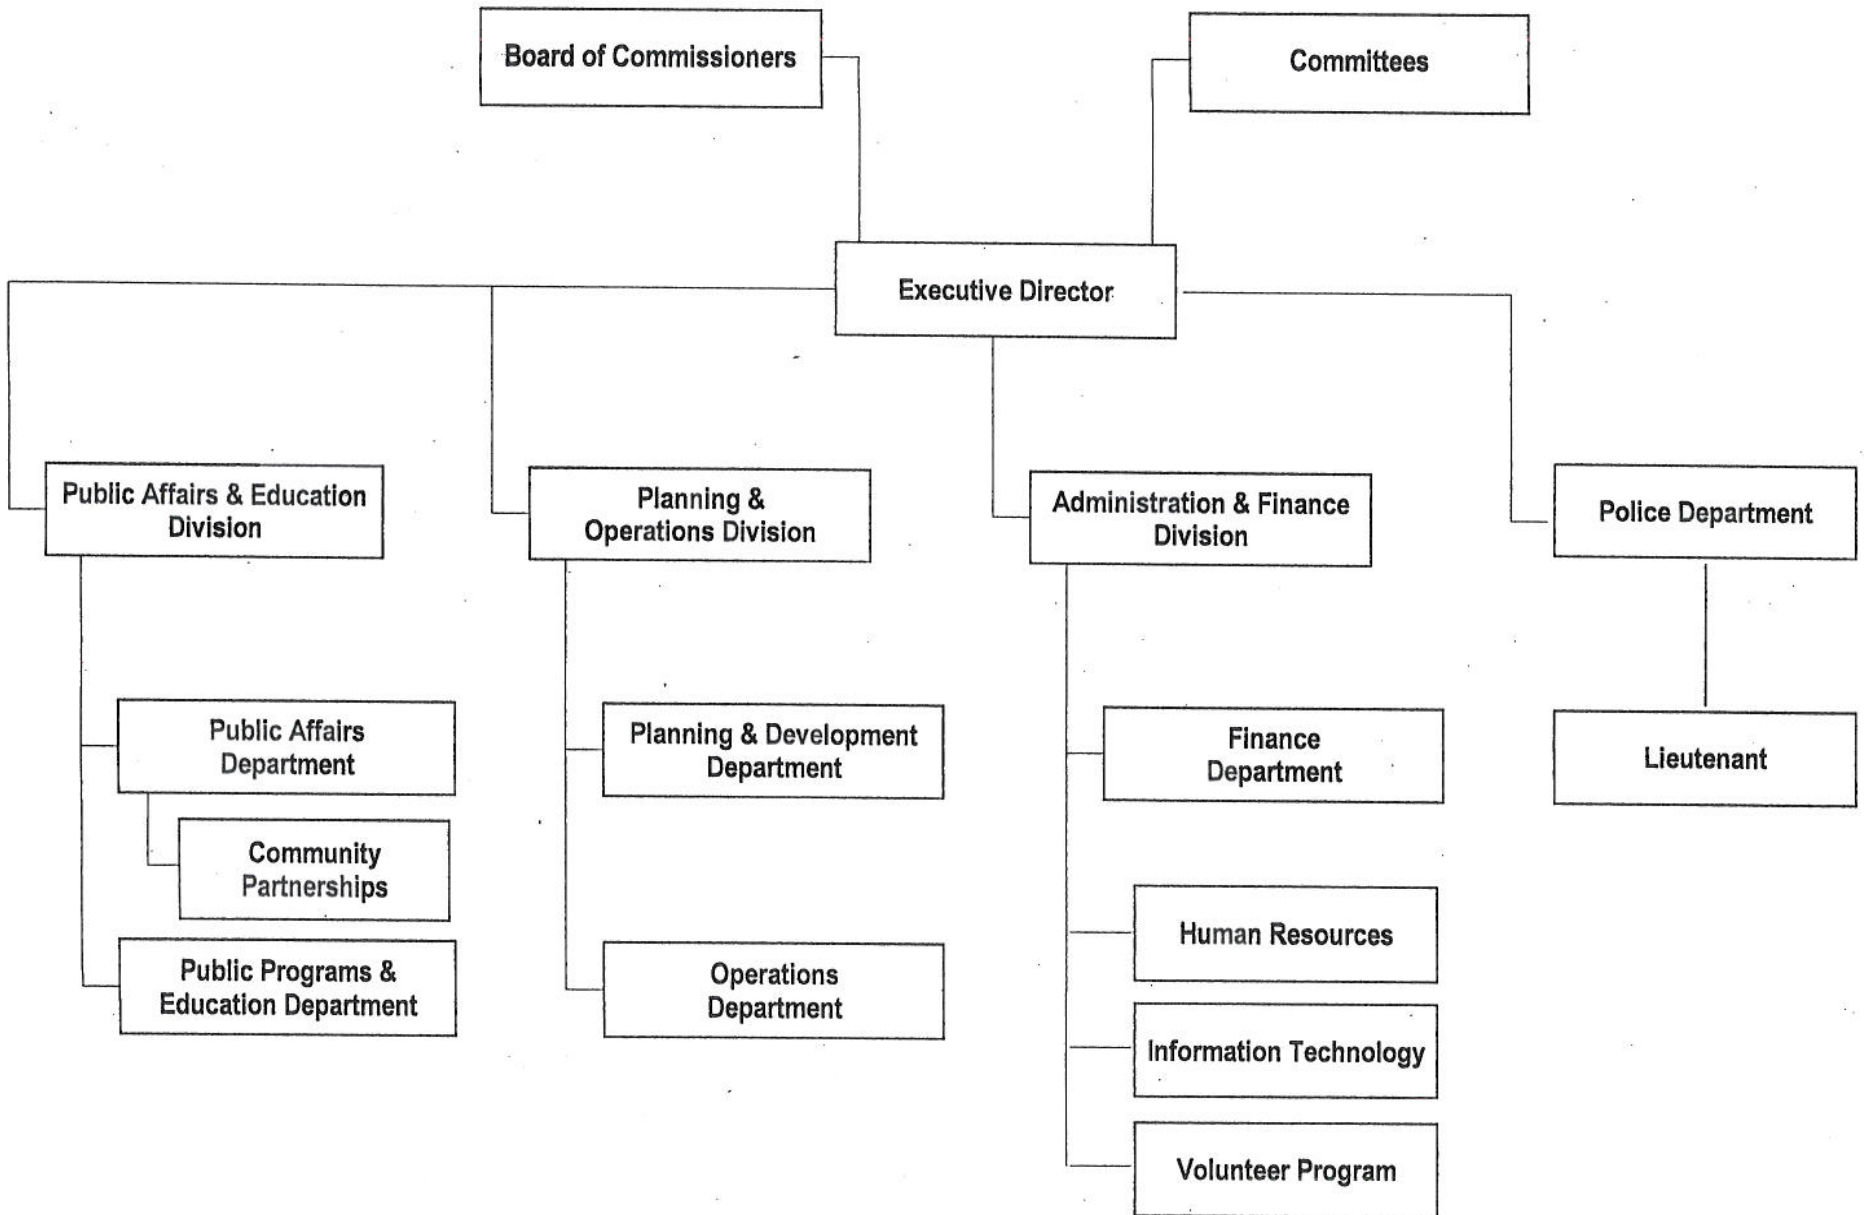 Board of Commissioners
Committees
Executive Director
Public Affairs & Education
Division
Planning &
Operations Division
Administration & Finance
Division
Police Department
Public Affairs
Department
Planning & Development
Department
Finance
Department
Lieutenant
Community
Partnerships
Human Resources
Public Programs &
Education Department
Operations
Department
Information Technology
Volunteer Program